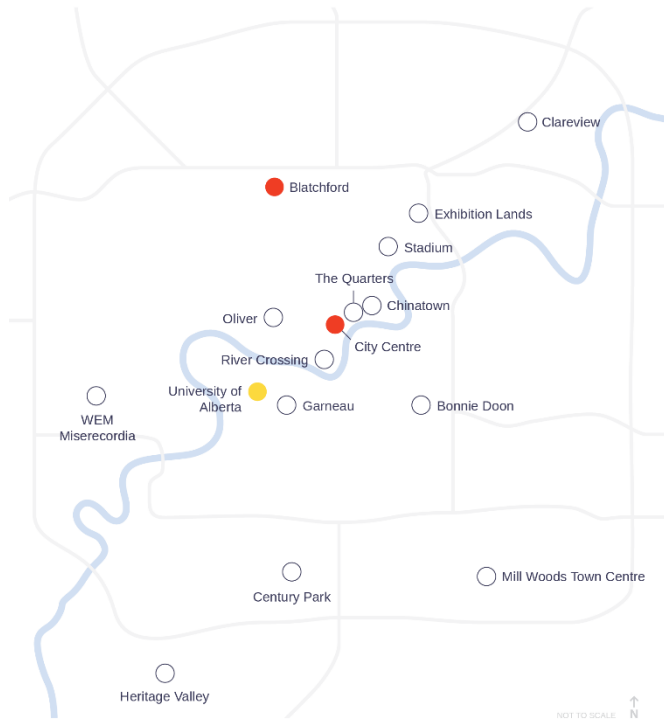 Clareview
Blatchford
Exhibition Lands
Stadium
The Quarters
Chinatown
Oliver
City Centre
River Crossing
University of
Alberta
Garneau
Bonnie Doon
WEM
Miserecordia
Century Park
Mill Woods Town Centre
Heritage Valley
NOT TO SCALE
N